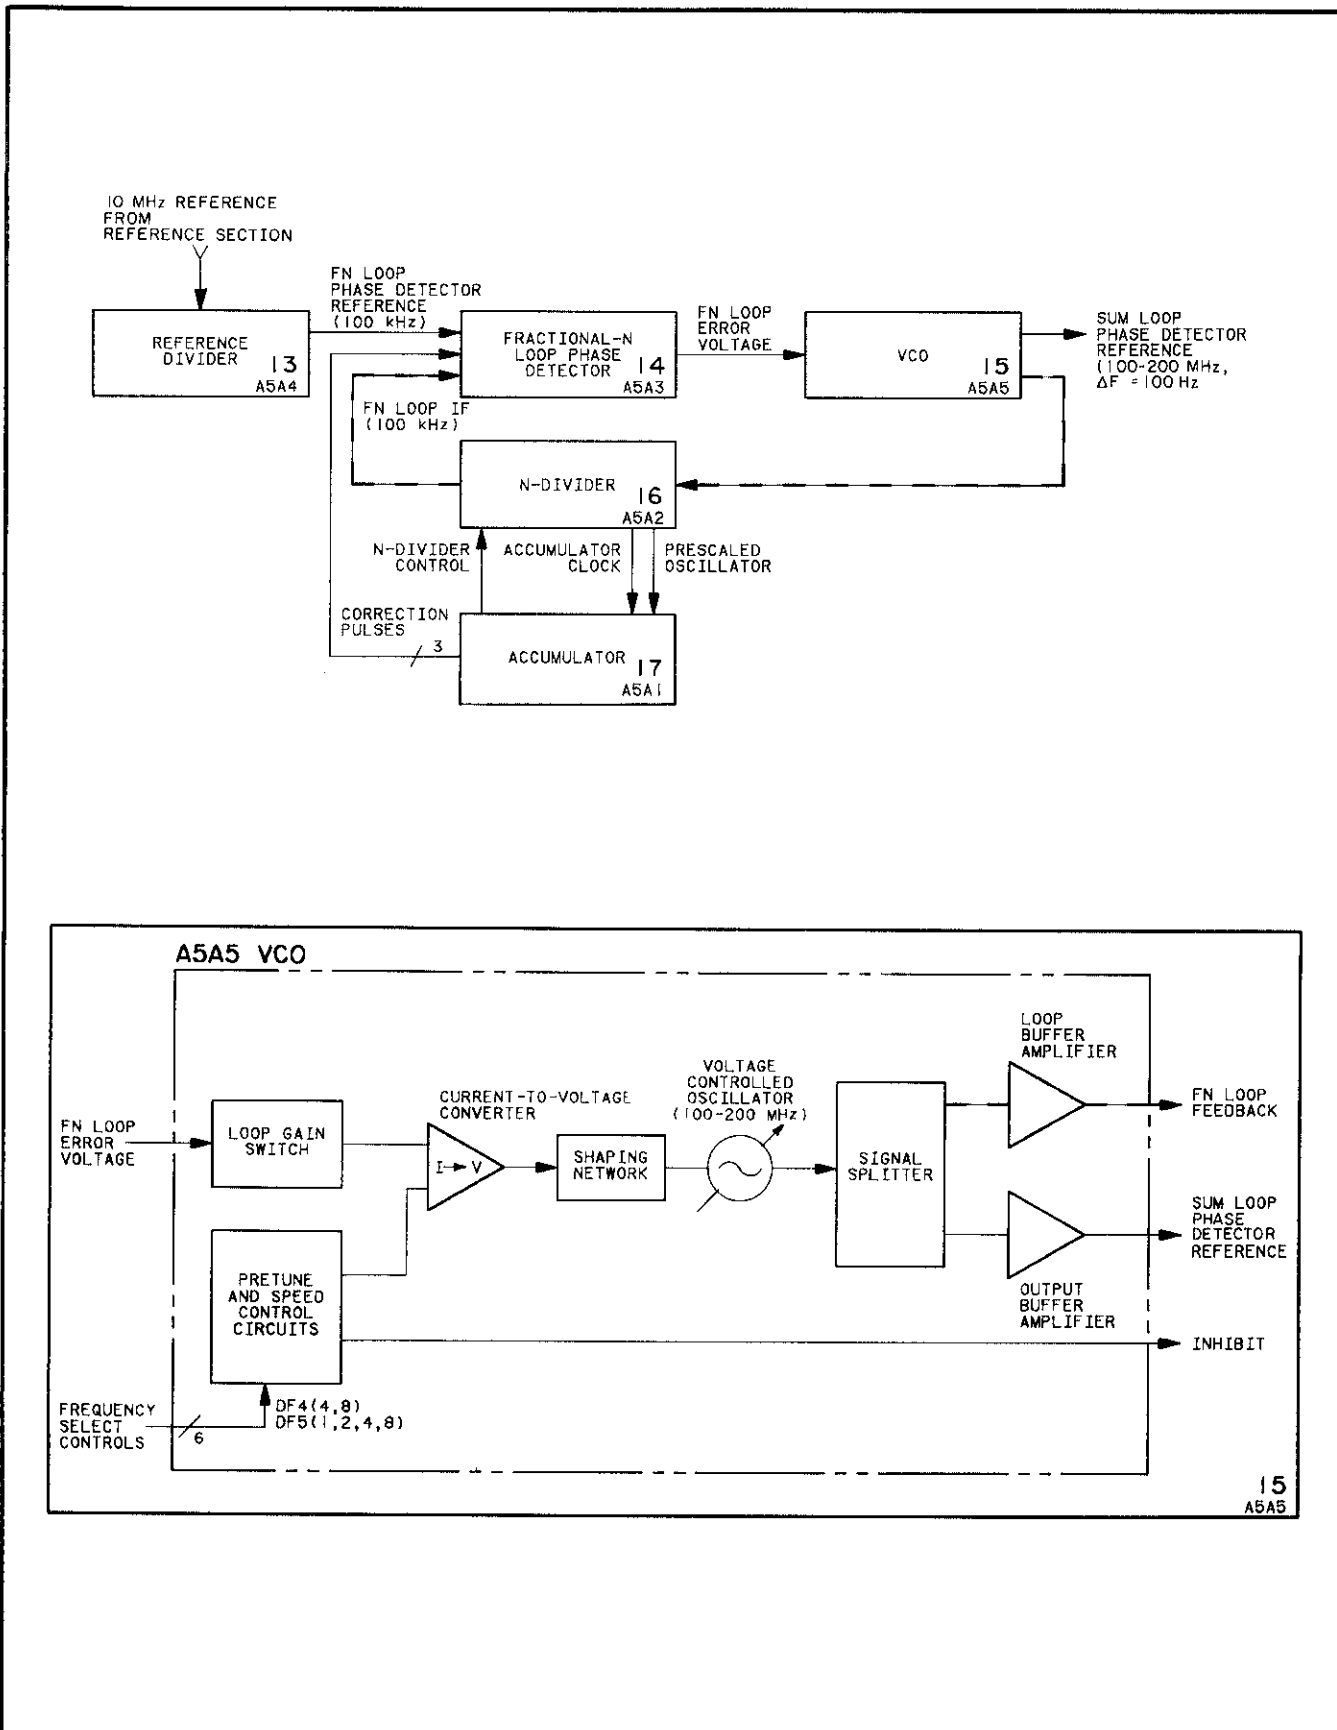 10 MHz REFERENCE
FROM
REFERENCE SECTION
REFERENCE
DIVIDER
13
A5A4
FN LOOP
PHASE DETECTOR
REFERENCE
(100 kHz)
FRACTIONAL-N
LOOP PHASE
DETECTOR
14
A5A3
FN LOOP
ERROR
VOLTAGE
VCO
15
A5A5
SUM LOOP
PHASE DETECTOR
REFERENCE
(100-200 MHz,
ΔF = 100 Hz
FN LOOP IF
(100 kHz)
N-DIVIDER
16
A5A2
N-DIVIDER
CONTROL
ACCUMULATOR
CLOCK
PRESCALED
OSCILLATOR
CORRECTION
PULSES
3
ACCUMULATOR
17
A5A1
A5A5 VCO
FN LOOP
ERROR
VOLTAGE
LOOP GAIN
SWITCH
CURRENT-TO-VOLTAGE
CONVERTER
I→V
SHAPING
NETWORK
VOLTAGE
CONTROLLED
OSCILLATOR
(100-200 MHz)
SIGNAL
SPLITTER
LOOP
BUFFER
AMPLIFIER
FN LOOP
FEEDBACK
SUM LOOP
PHASE
DETECTOR
REFERENCE
OUTPUT
BUFFER
AMPLIFIER
PRETUNE
AND SPEED
CONTROL
CIRCUITS
INHIBIT
FREQUENCY
SELECT
CONTROLS
6
DF4(4,8)
DF5(1,2,4,8)
15
A5A5